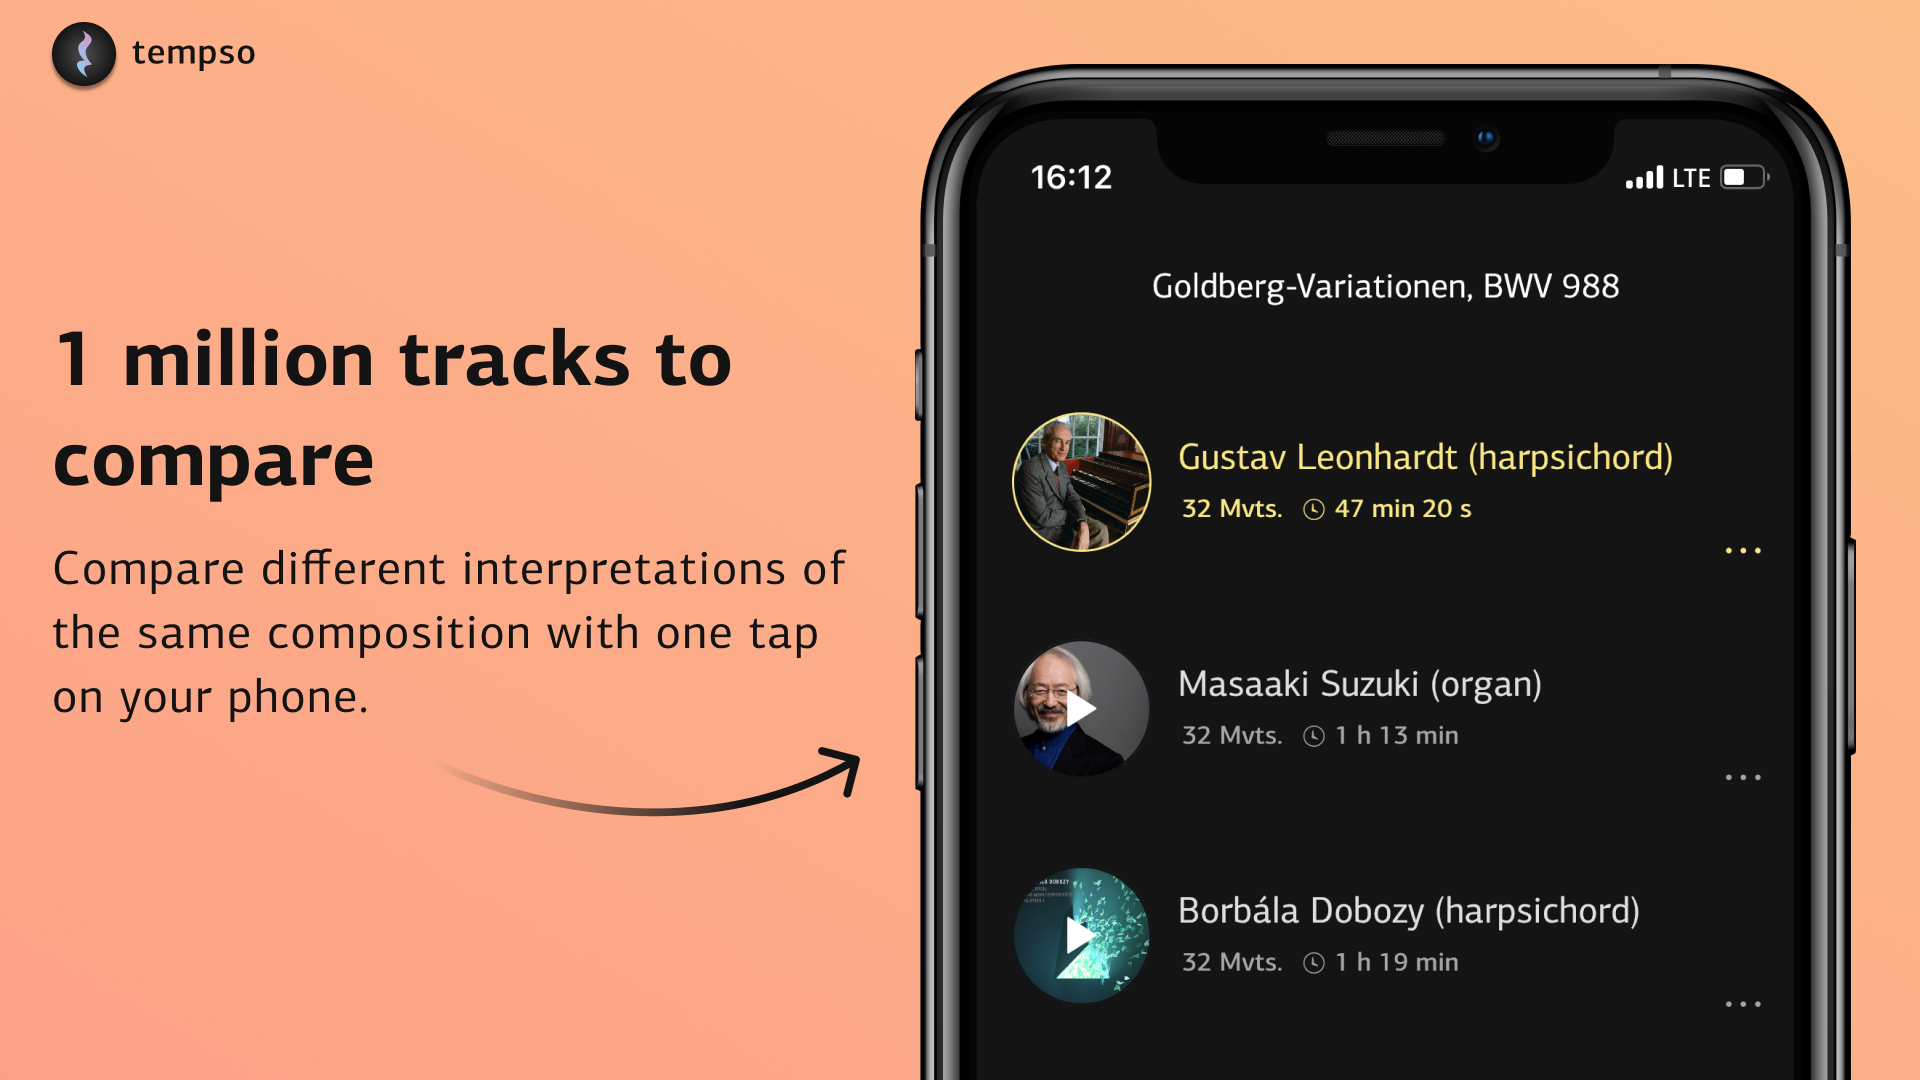 tempso
1 million tracks to
compare
Compare different interpretations of
the same composition with one tap
on your phone.
16:12
LTE
Goldberg-Variationen, BWV 988
Gustav Leonhardt (harpsichord)
32 Mvts. 47 min 20 s
Masaaki Suzuki (organ)
32 Mvts. 1 h 13 min
Borbála Dobozy (harpsichord)
32 Mvts. 1 h 19 min